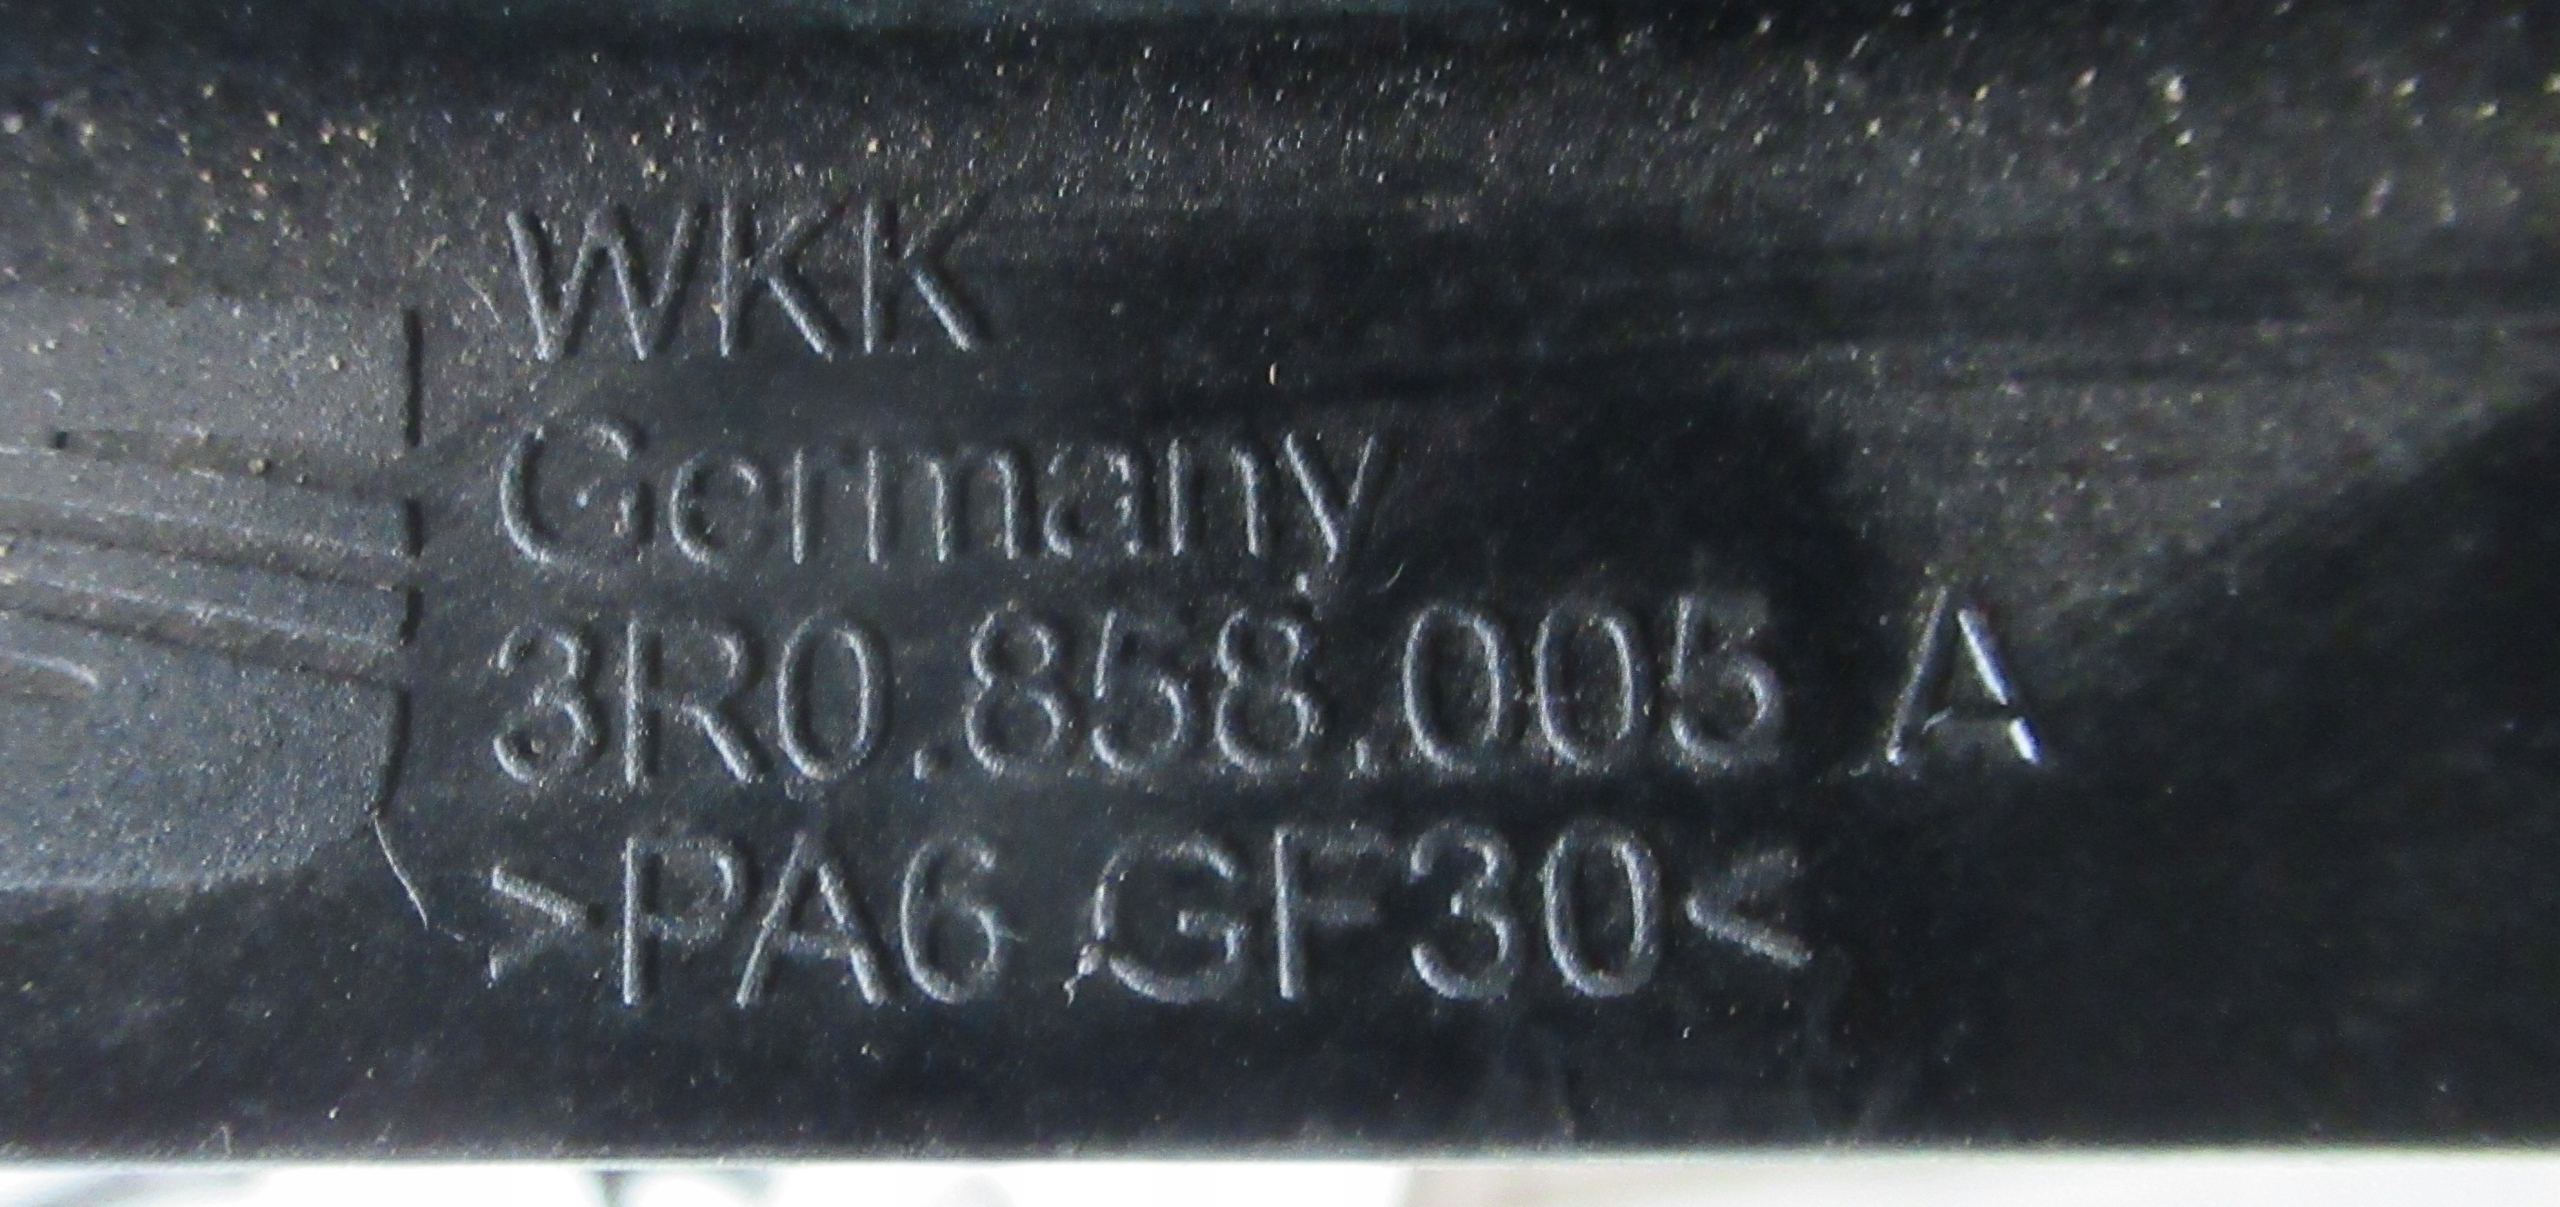 WKK
Germany
3R0.858.005 A
>PA6 GF30<